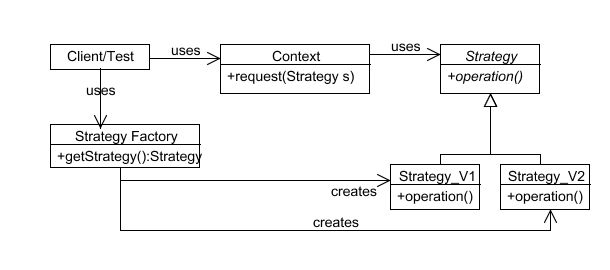 Client/Test
uses
Context
+request(Strategy s)
uses
Strategy
+operation()
uses
Strategy Factory
+getStrategy():Strategy
Strategy_V1
+operation()
Strategy_V2
+operation()
creates
creates